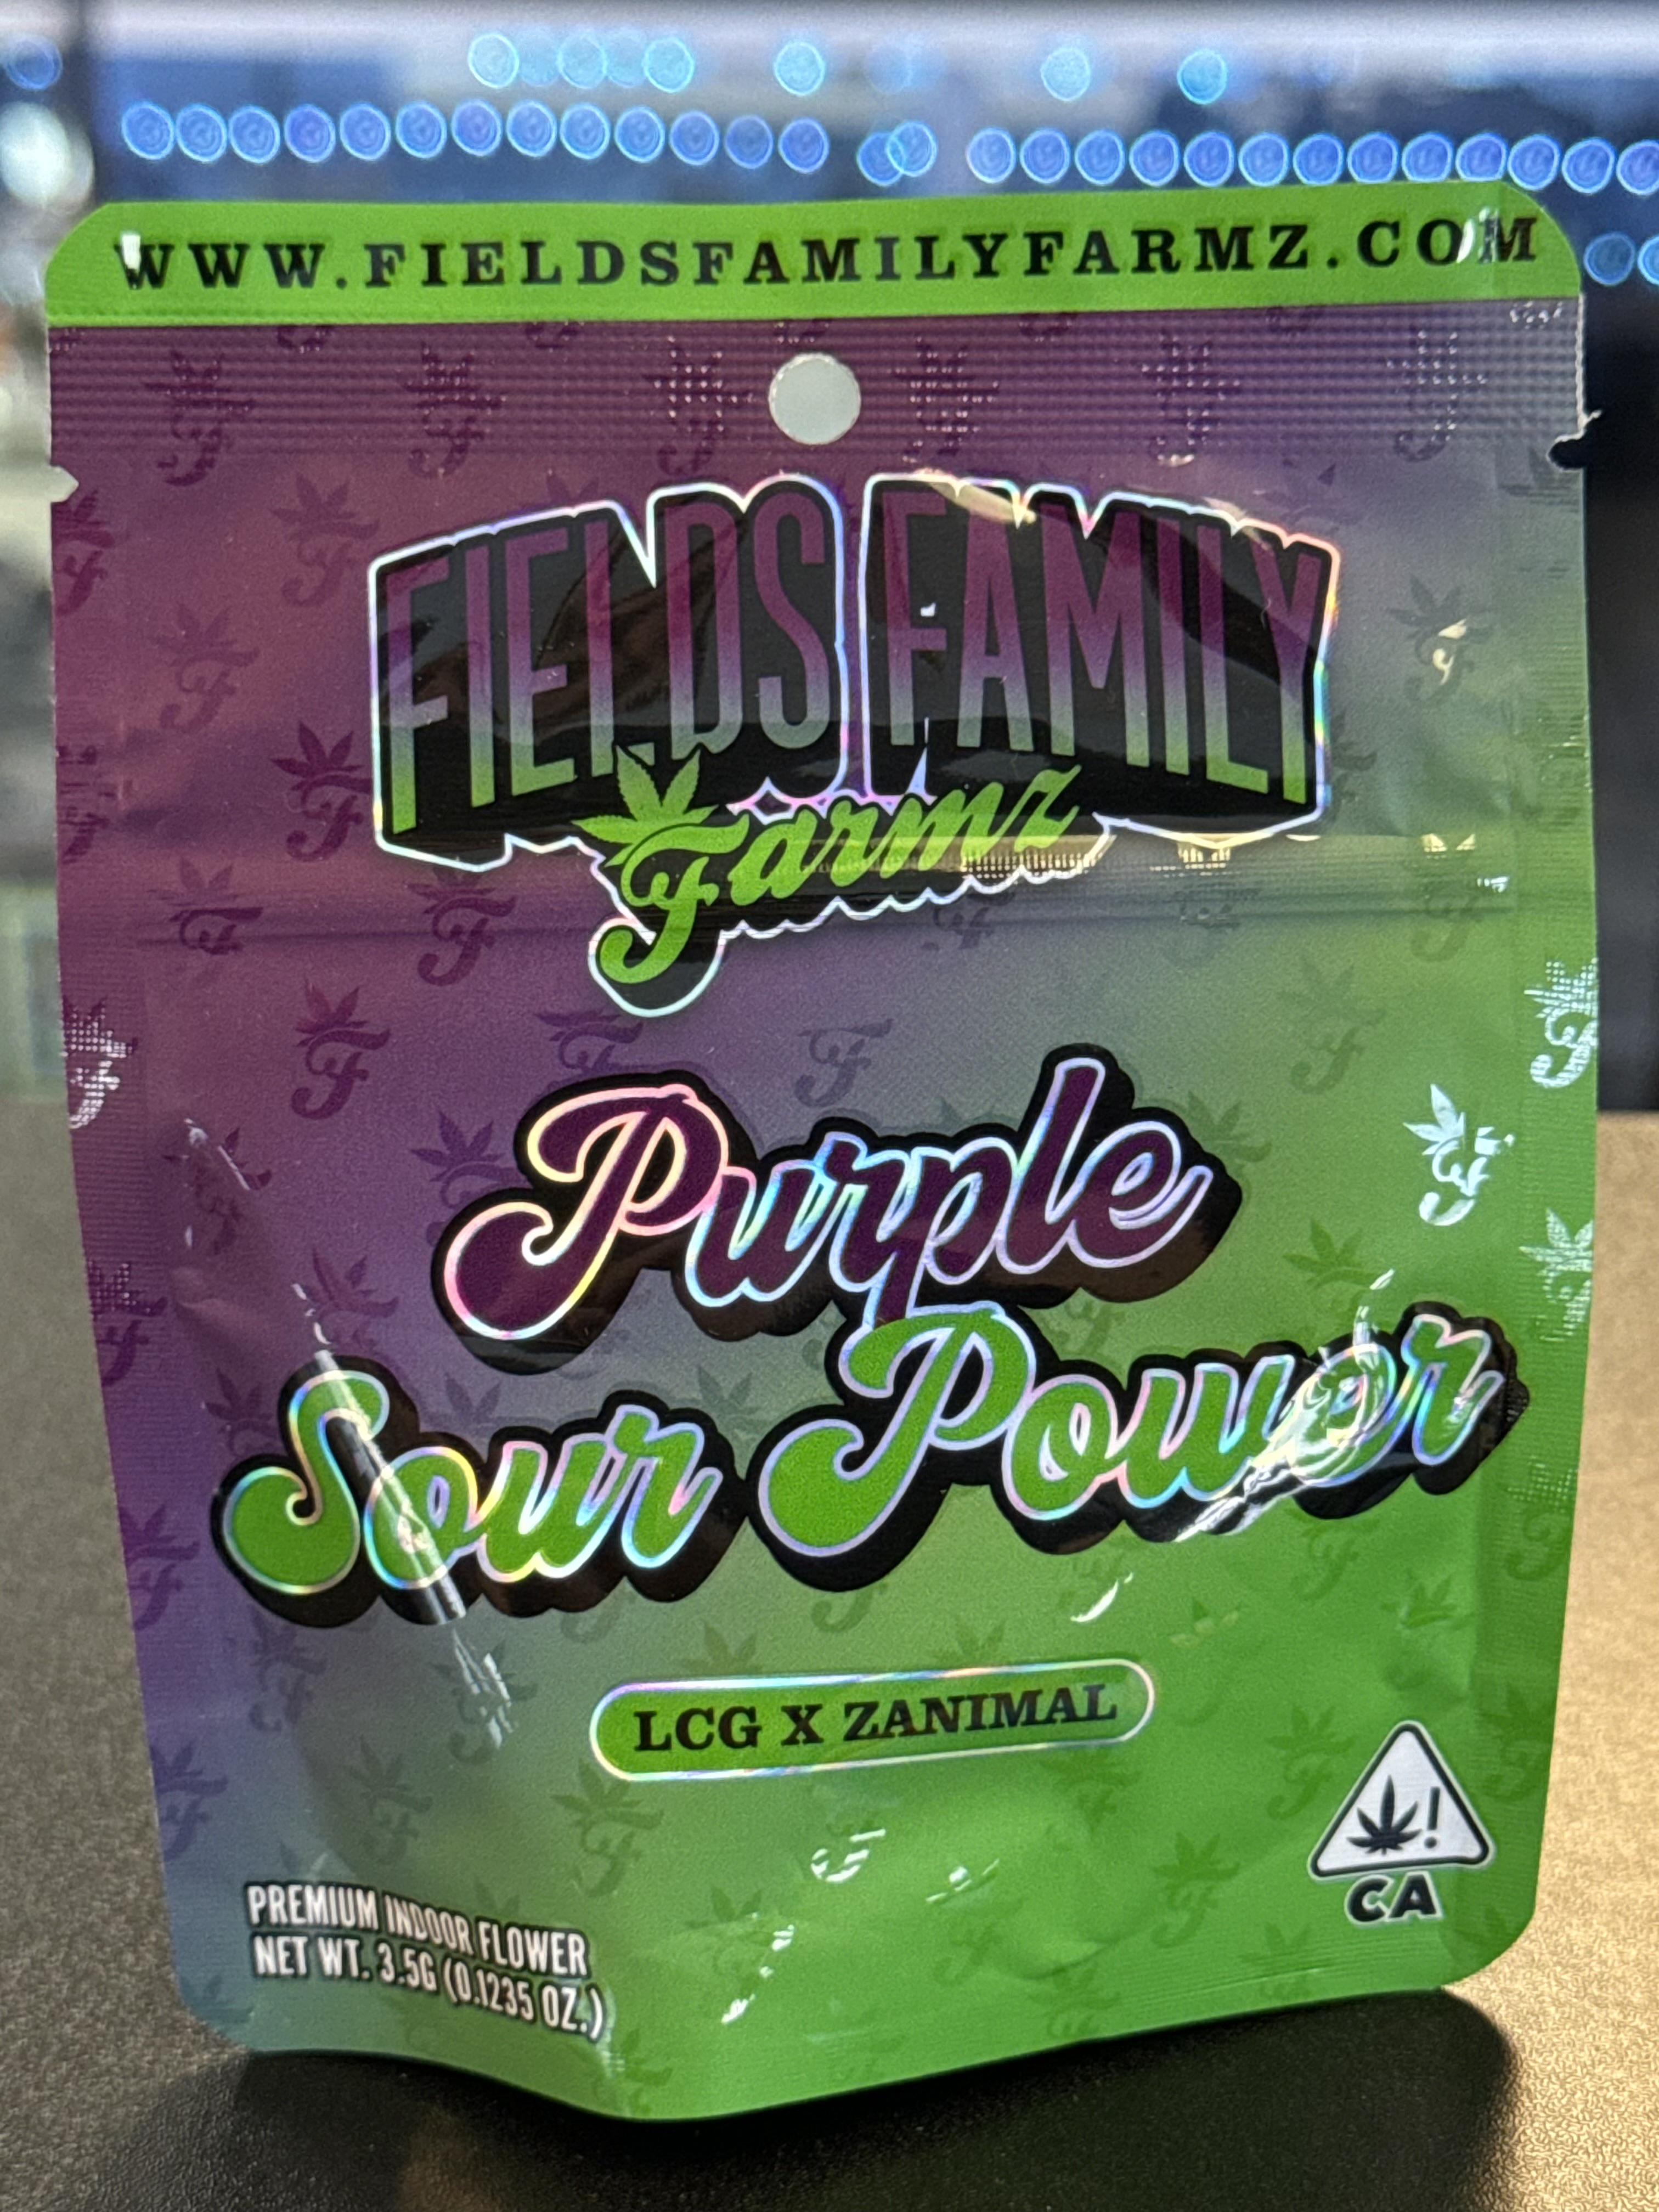 WWW.FIELDSFAMILYFARMZ.COM
FIELDS FAMILY
Farmz
Purple
Sour Power
LCG X ZANIMAL
!
CA
PREMIUM INDOOR FLOWER
NET WT. 3.5G (0.1235 OZ.)